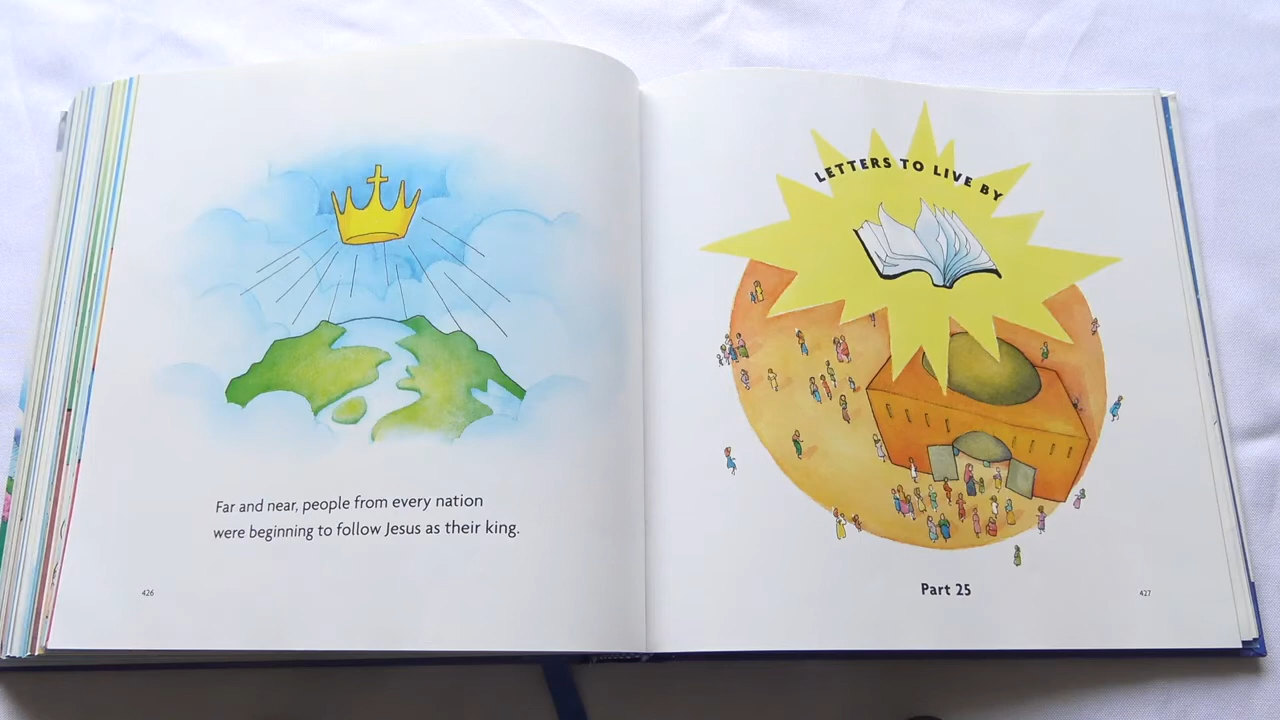 Far and near, people from every nation
were beginning to follow Jesus as their king.
426
LETTERS TO LIVE BY
Part 25
427